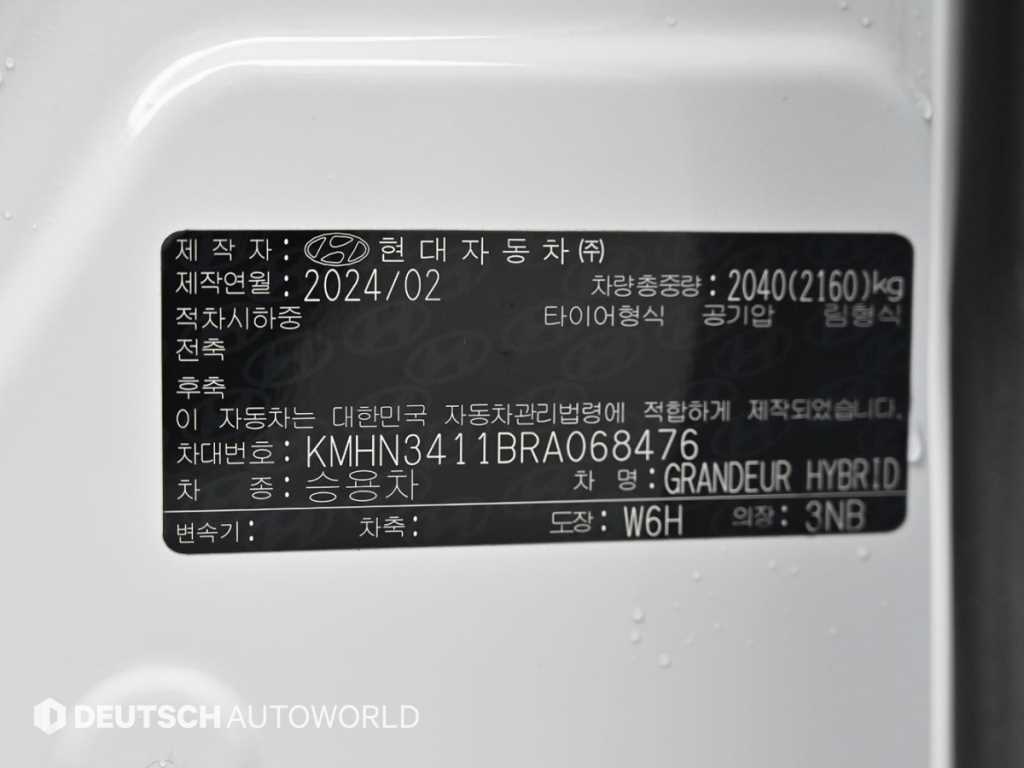 제 작 자 : 현 대 자 동 차 ㈜
제작연월 : 2024/02 차량총중량 : 2040(2160)kg
적차시하중 타이어형식 공기압 림형식
전축
후축
이 자동차는 대한민국 자동차관리법령에 적합하게 제작되었습니다.
차대번호 : KMHN3411BRA068476
차 종 : 승용차 차 명 : GRANDEUR HYBRID
변속기 : 차축 : 도장 : W6H 의장 : 3NB
DEUTSCH AUTOWORLD